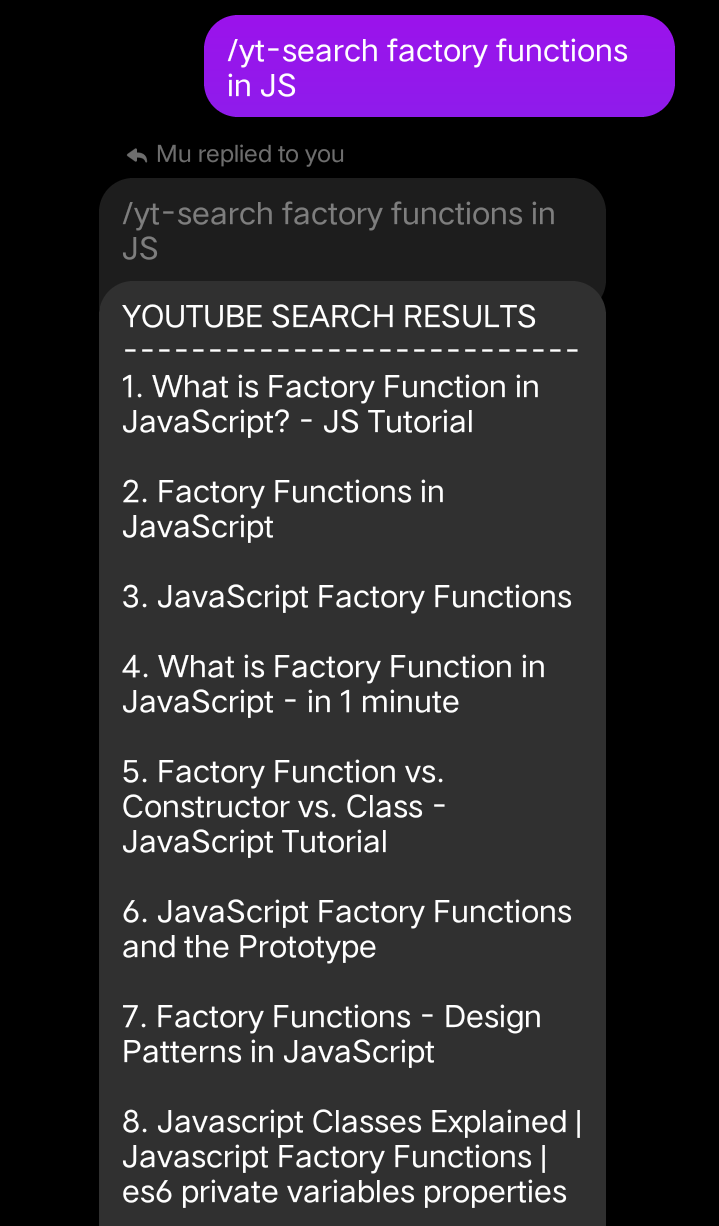 /yt-search factory functions
in JS
Mu replied to you
/yt-search factory functions in
JS
YOUTUBE SEARCH RESULTS
---------------------------
1. What is Factory Function in
JavaScript? - JS Tutorial
2. Factory Functions in
JavaScript
3. JavaScript Factory Functions
4. What is Factory Function in
JavaScript - in 1 minute
5. Factory Function vs.
Constructor vs. Class -
JavaScript Tutorial
6. JavaScript Factory Functions
and the Prototype
7. Factory Functions - Design
Patterns in JavaScript
8. Javascript Classes Explained |
Javascript Factory Functions |
es6 private variables properties